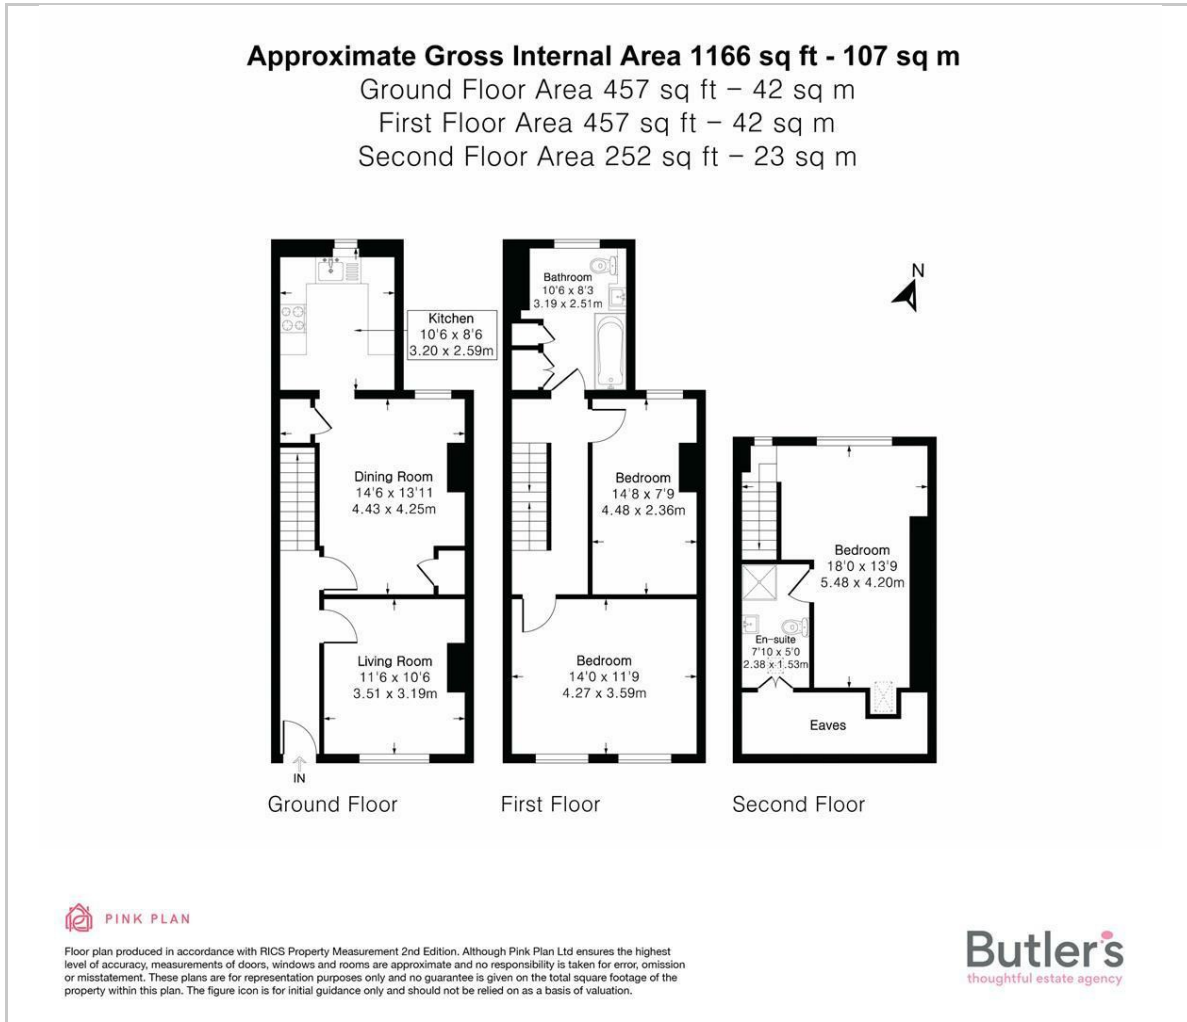 Approximate Gross Internal Area 1166 sq ft - 107 sq m
Ground Floor Area 457 sq ft – 42 sq m
First Floor Area 457 sq ft – 42 sq m
Second Floor Area 252 sq ft – 23 sq m
N
Kitchen
10'6 x 8'6
3.20 x 2.59m
Dining Room
14'6 x 13'11
4.43 x 4.25m
Living Room
11'6 x 10'6
3.51 x 3.19m
IN
Ground Floor
Bathroom
10'6 x 8'3
3.19 x 2.51m
Bedroom
14'8 x 7'9
4.48 x 2.36m
Bedroom
14'0 x 11'9
4.27 x 3.59m
First Floor
Bedroom
18'0 x 13'9
5.48 x 4.20m
En-suite
7'10 x 5'0
2.38 x 1.53m
Eaves
Second Floor
PINK PLAN
Floor plan produced in accordance with RICS Property Measurement 2nd Edition. Although Pink Plan Ltd ensures the highest
level of accuracy, measurements of doors, windows and rooms are approximate and no responsibility is taken for error, omission
or misstatement. These plans are for representation purposes only and no guarantee is given on the total square footage of the
property within this plan. The figure icon is for initial guidance only and should not be relied on as a basis of valuation.
Butler's
thoughtful estate agency